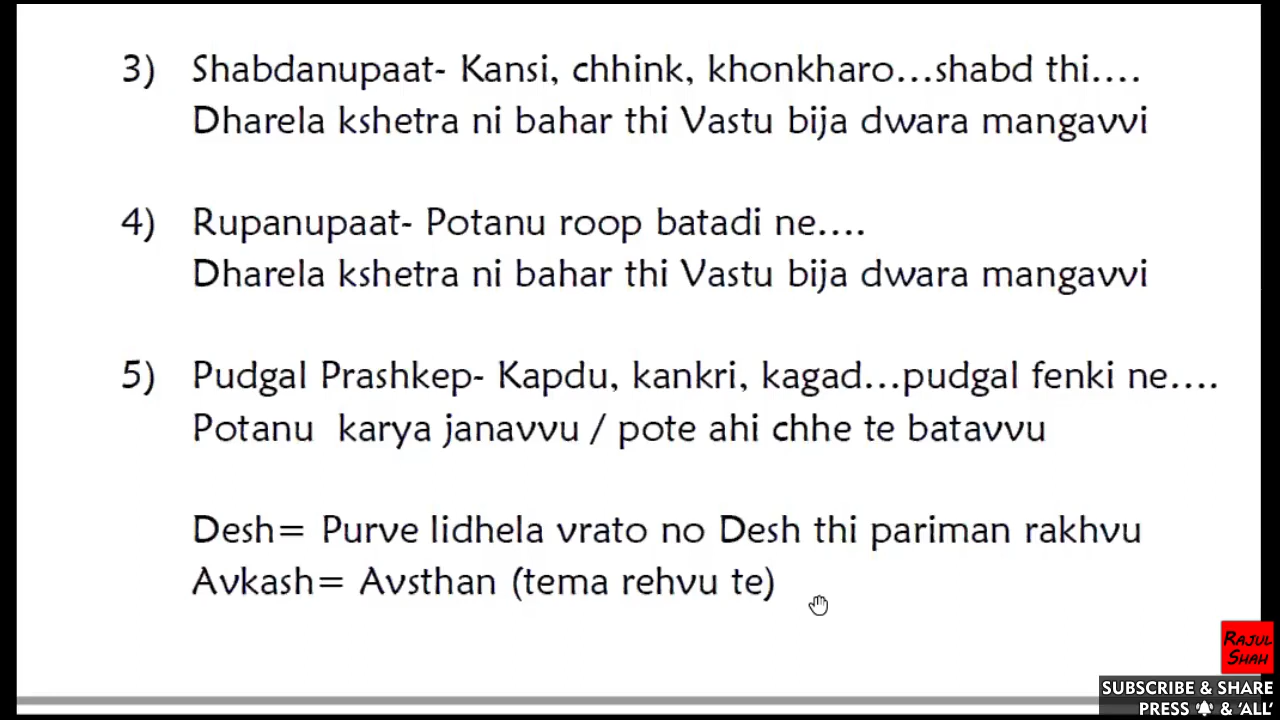 3) Shabdanupaat- Kansi, chhink, khonkharo...shabd thi....
Dharela kshetra ni bahar thi Vastu bija dwara mangavvi
4) Rupanupaat- Potanu roop batadi ne....
Dharela kshetra ni bahar thi Vastu bija dwara mangavvi
5) Pudgal Prashkep- Kapdu, kankri, kagad...pudgal fenki ne....
Potanu karya janavvu / pote ahi chhe te batavvu
Desh= Purve lidhela vrato no Desh thi pariman rakhvu
Avkash= Avsthan (tema rehvu te)
RAJUL
SHAH
SUBSCRIBE & SHARE
PRESS & 'ALL'